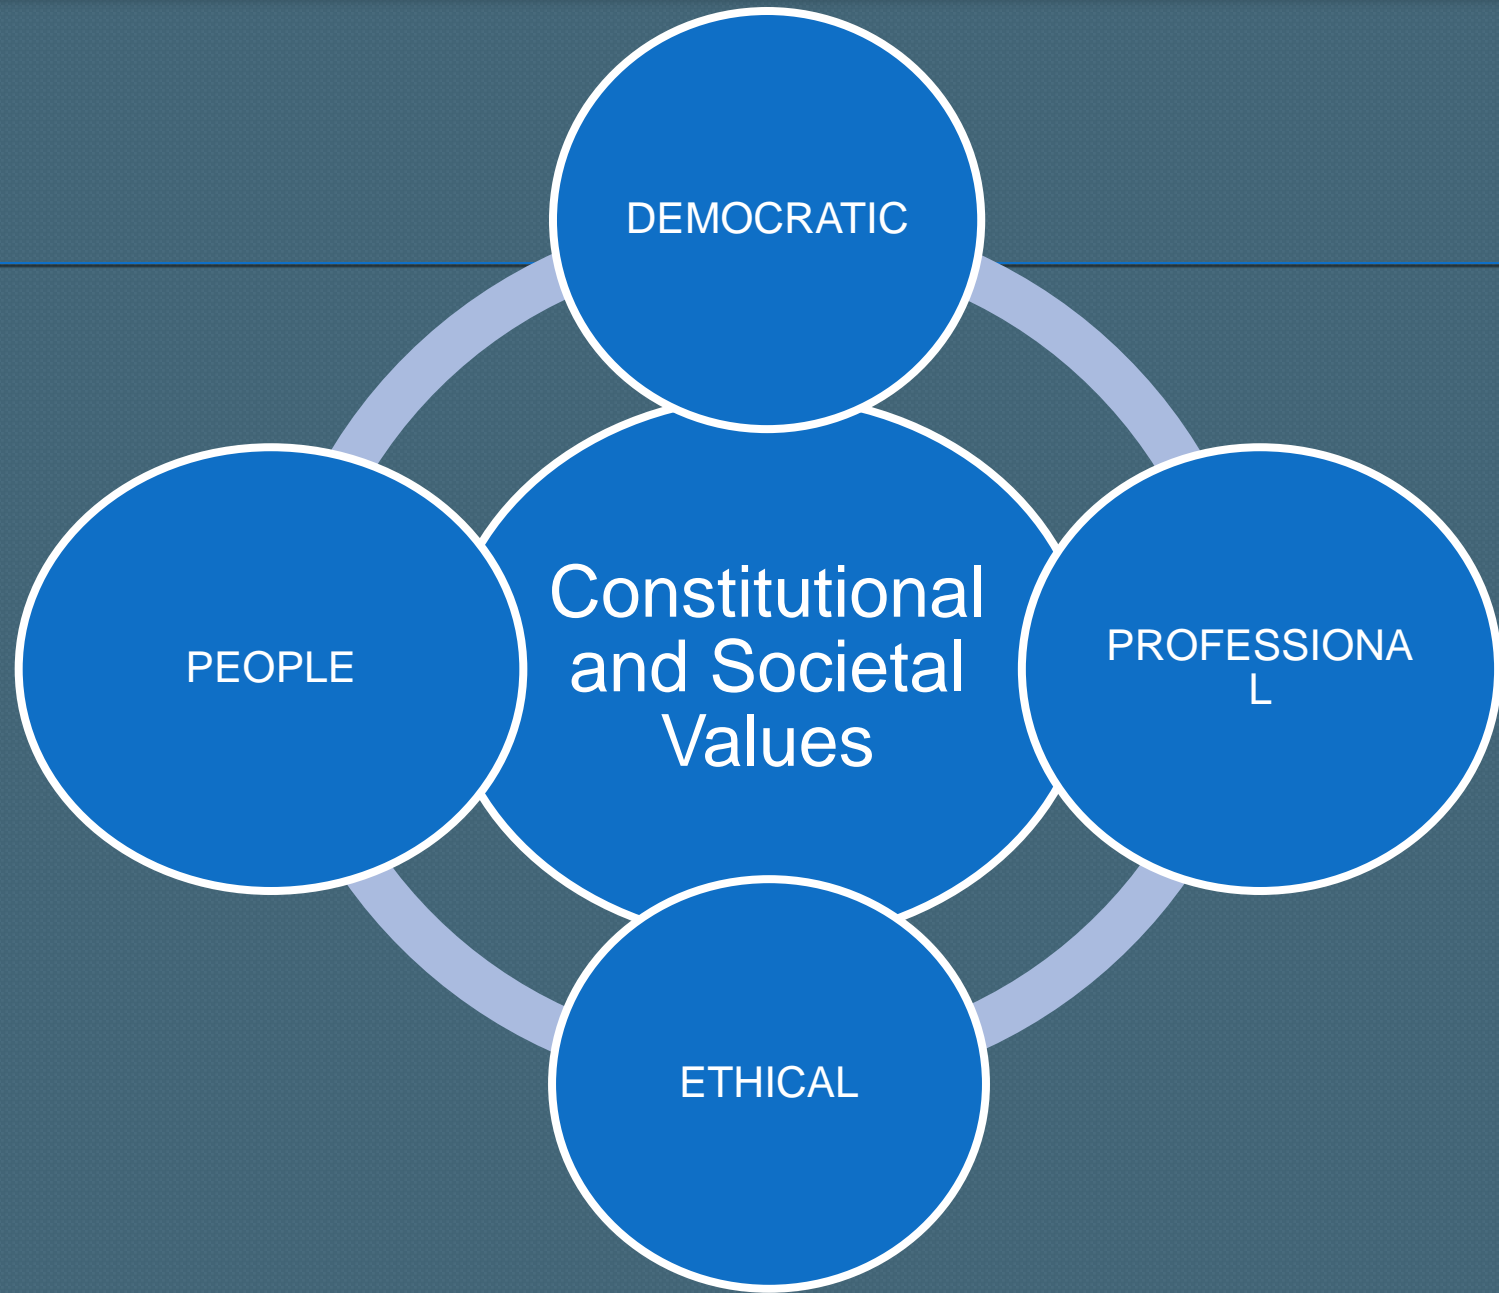 DEMOCRATIC
Constitutional
and Societal
Values
PEOPLE
PROFESSIONA
L
ETHICAL